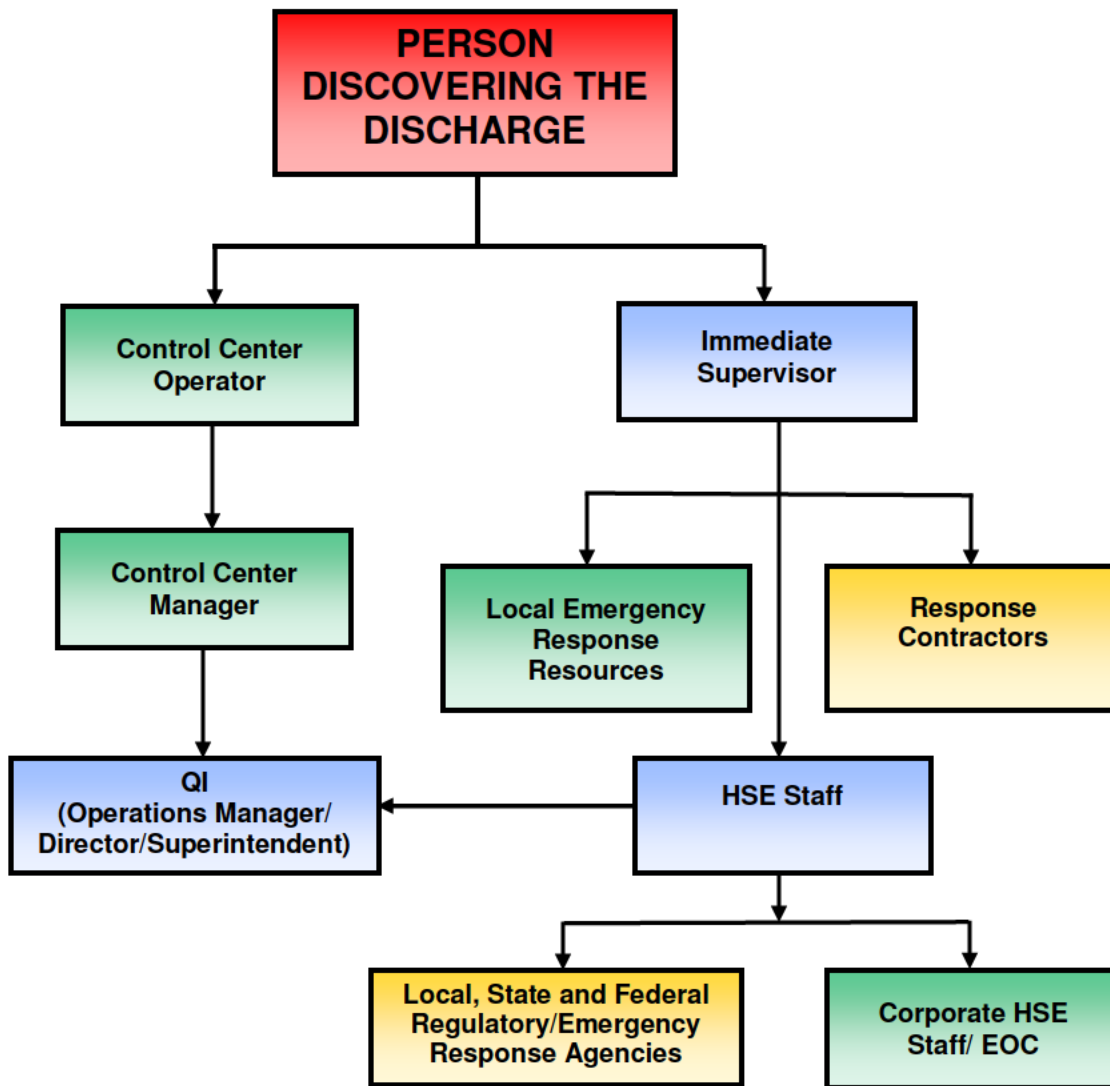 PERSON
DISCOVERING THE
DISCHARGE
Control Center
Operator
Immediate
Supervisor
Control Center
Manager
Local Emergency
Response
Resources
Response
Contractors
QI
(Operations Manager/
Director/Superintendent)
HSE Staff
Local, State and Federal
Regulatory/Emergency
Response Agencies
Corporate HSE
Staff/ EOC